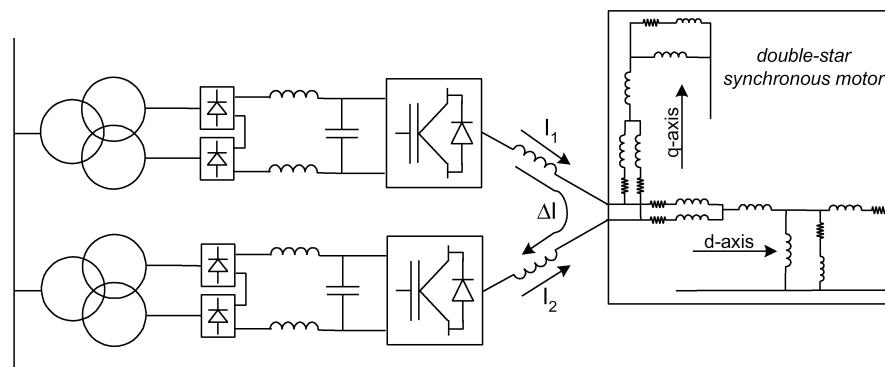 double-star
synchronous motor
q-axis
I1
ΔI
I2
d-axis